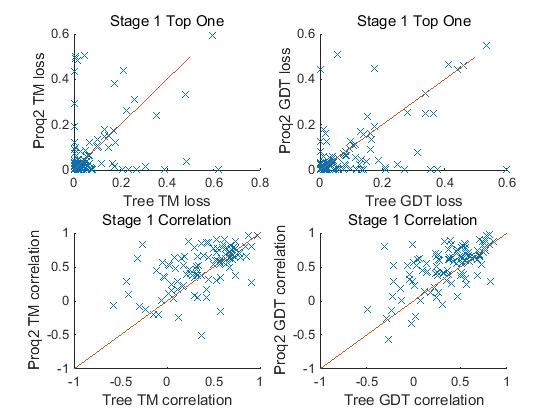 Stage 1 Top One
0.6
0.4
0.2
0
Proq2 TM loss
0 0.2 0.4 0.6 0.8
Tree TM loss
Stage 1 Top One
0.6
0.4
0.2
0
Proq2 GDT loss
0 0.2 0.4 0.6
Tree GDT loss
Stage 1 Correlation
1
0.5
0
-0.5
-1
Proq2 TM correlation
-1 0 0.5 1
Tree TM correlation
Stage 1 Correlation
1
0.5
0
-0.5
-1
Proq2 GDT correlation
-1 0 0.5 1
Tree GDT correlation